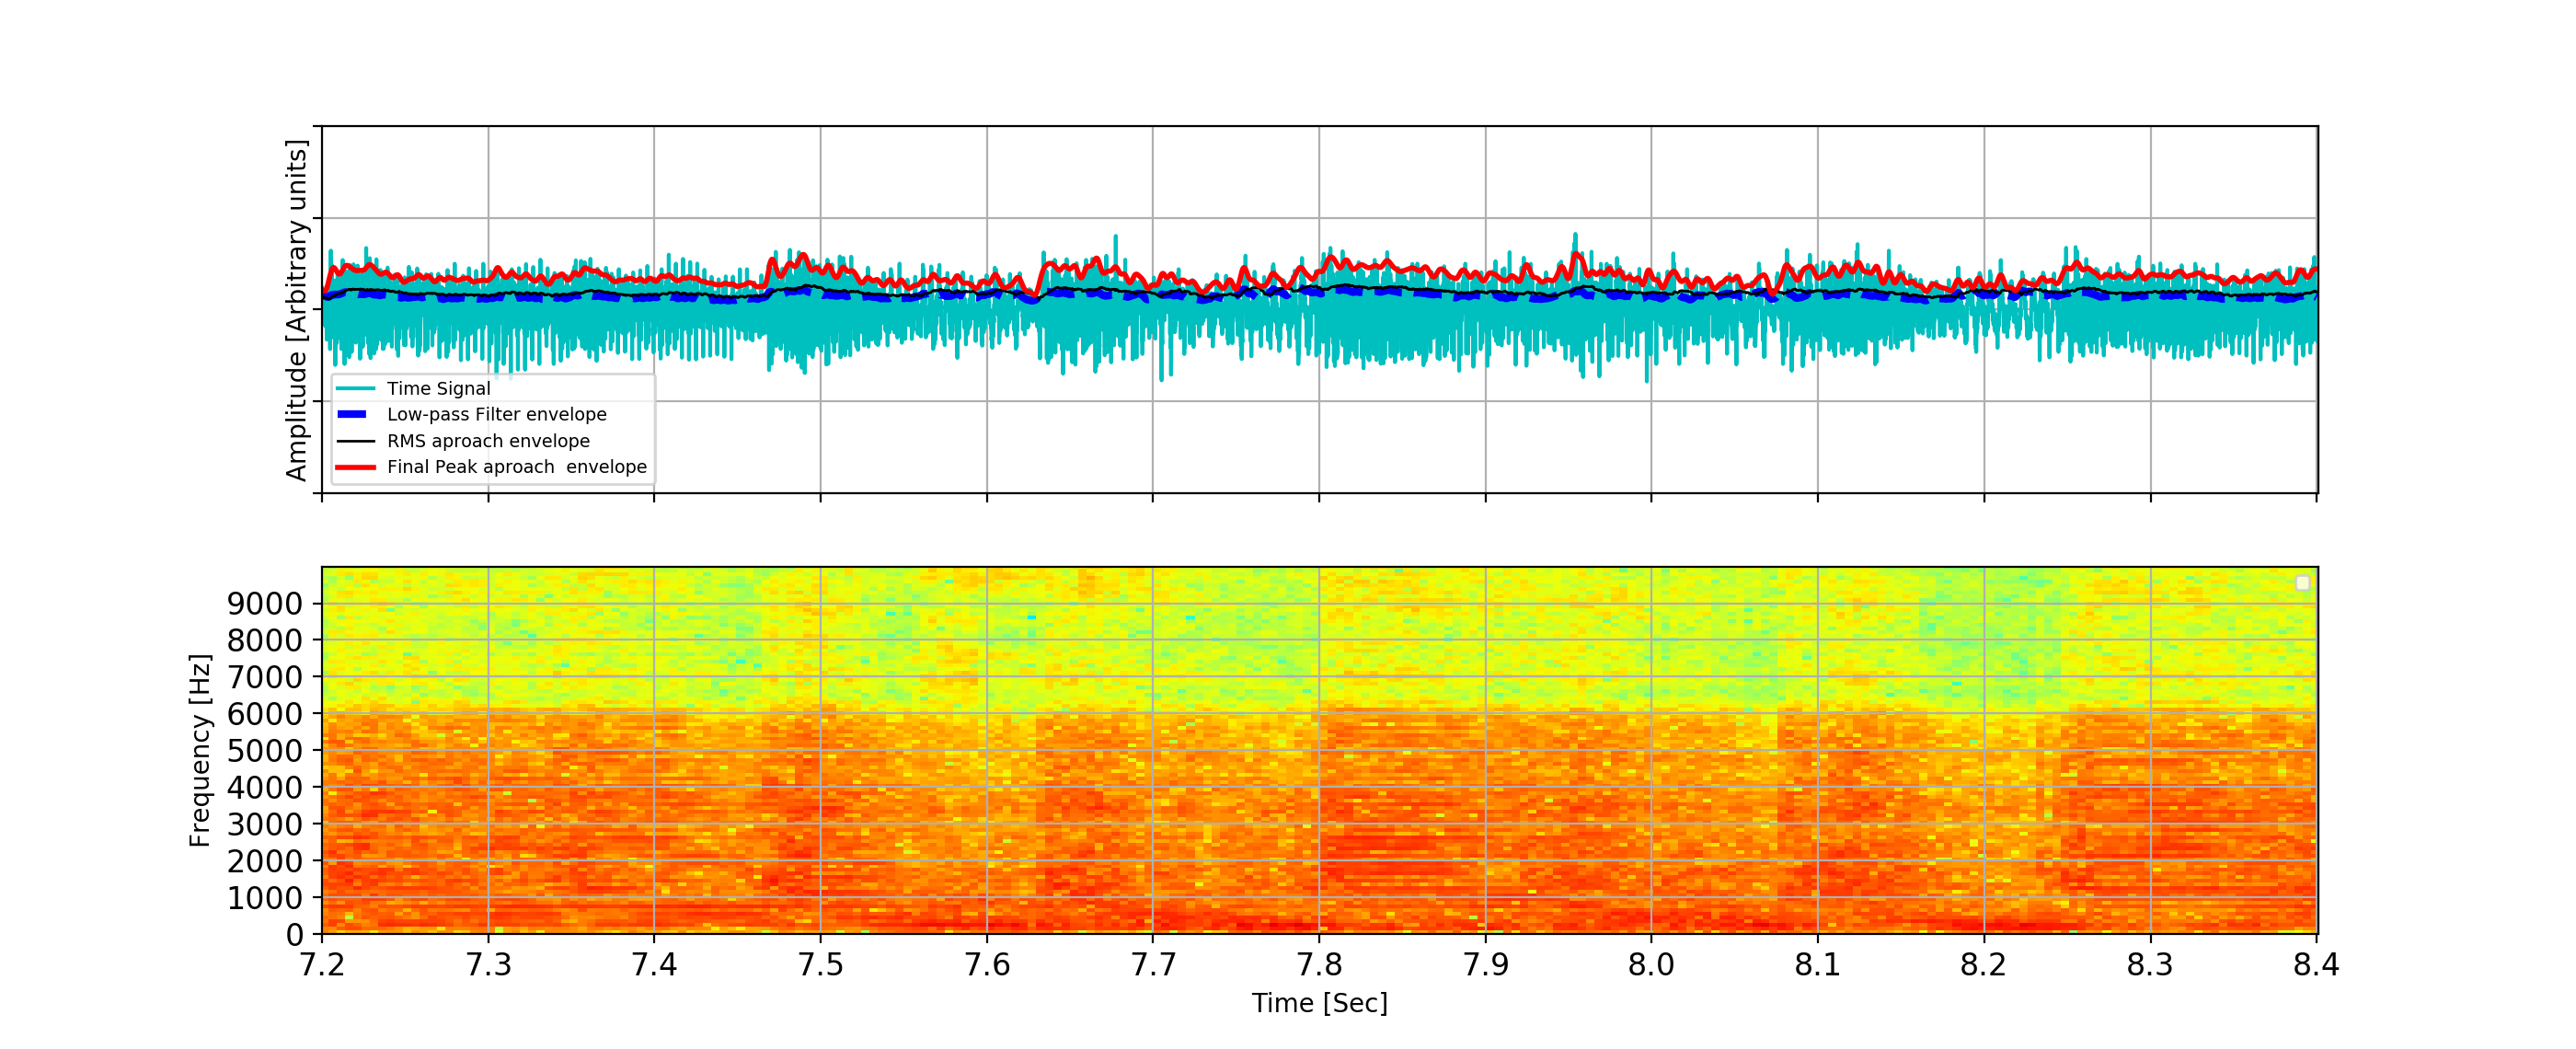 Amplitude [Arbitrary units]
Time Signal
Low-pass Filter envelope
RMS aproach envelope
Final Peak aproach  envelope
Frequency [Hz]
9000
8000
7000
6000
5000
4000
3000
2000
1000
0
7.2 7.3 7.4 7.5 7.6 7.7 7.8 7.9 8.0 8.1 8.2 8.3 8.4
Time [Sec]